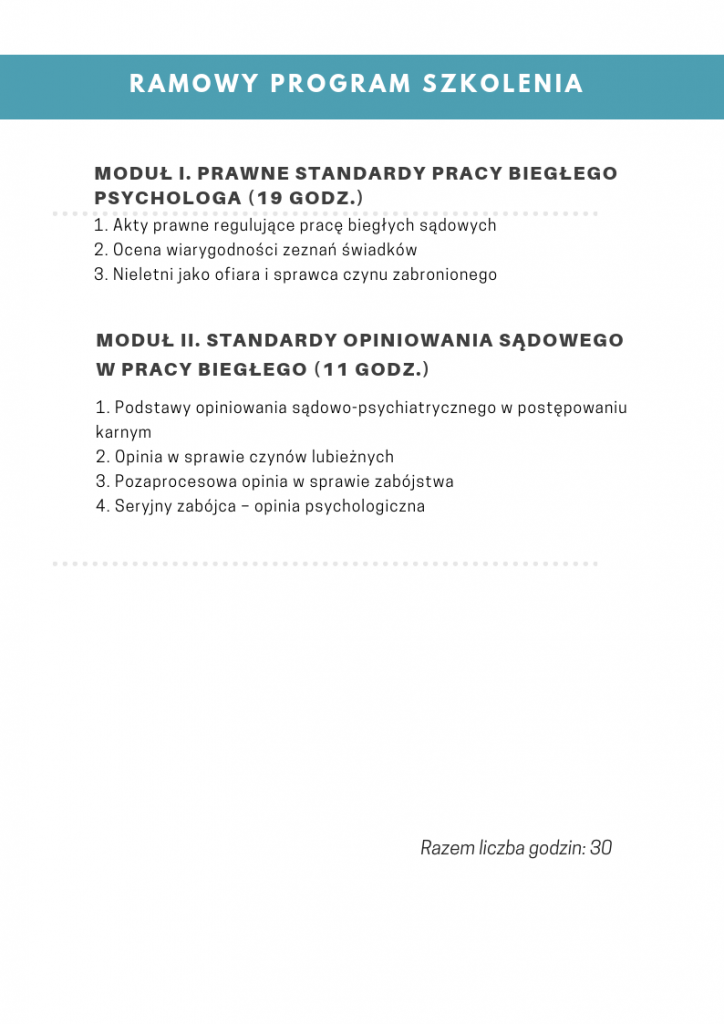 RAMOWY PROGRAM SZKOLENIA
MODUŁ I. PRAWNE STANDARDY PRACY BIEGŁEGO
PSYCHOLOGA (19 GODZ.)
1. Akty prawne regulujące pracę biegłych sądowych
2. Ocena wiarygodności zeznań świadków
3. Nieletni jako ofiara i sprawca czynu zabronionego
MODUŁ II. STANDARDY OPINIOWANIA SĄDOWEGO
W PRACY BIEGŁEGO (11 GODZ.)
1. Podstawy opiniowania sądowo-psychiatrycznego w postępowaniu
karnym
2. Opinia w sprawie czynów lubieżnych
3. Pozaprocesowa opinia w sprawie zabójstwa
4. Seryjny zabójca – opinia psychologiczna
Razem liczba godzin: 30